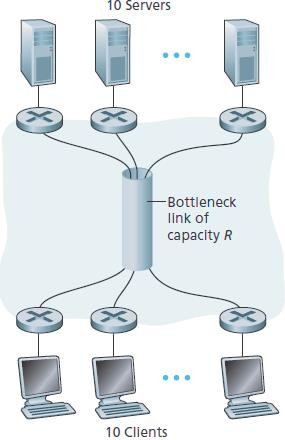 10 Servers
Bottleneck
link of
capacity R
10 Clients